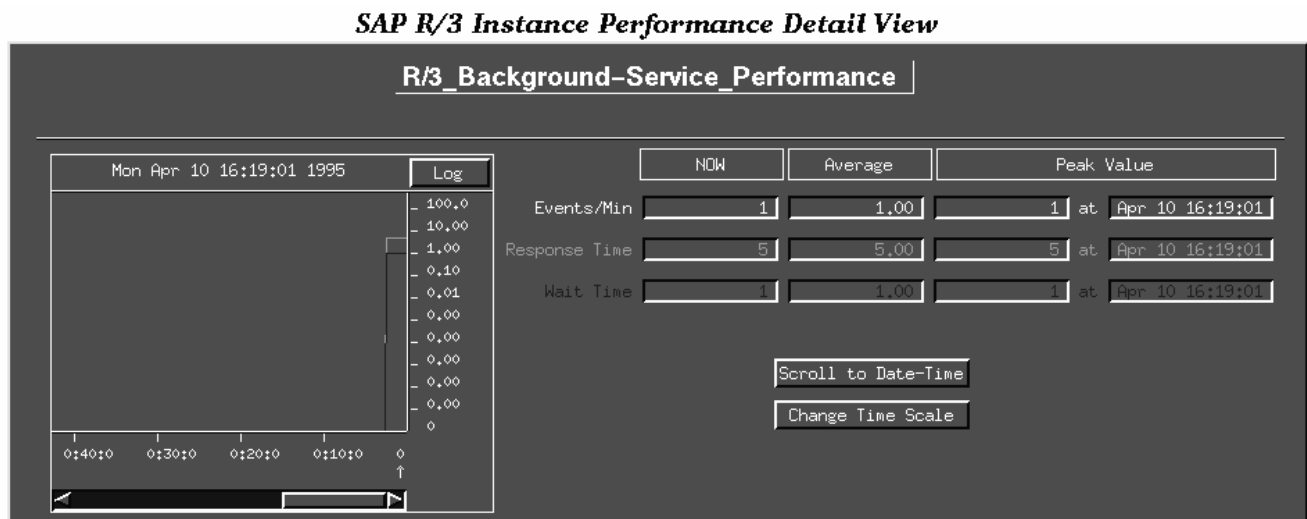 SAP R/3 Instance Performance Detail View
R/3_Background-Service_Performance
Mon Apr 10 16:19:01 1995
Log
100.0
10.00
1.00
0.10
0.01
0.00
0.00
0.00
0.00
0.00
0
0:40:0 0:30:0 0:20:0 0:10:0 0
NOW Average Peak Value
Events/Min 1 1.00 1 at Apr 10 16:19:01
Response Time 5 5.00 5 at Apr 10 16:19:01
Wait Time 1 1.00 1 at Apr 10 16:19:01
Scroll to Date-Time
Change Time Scale